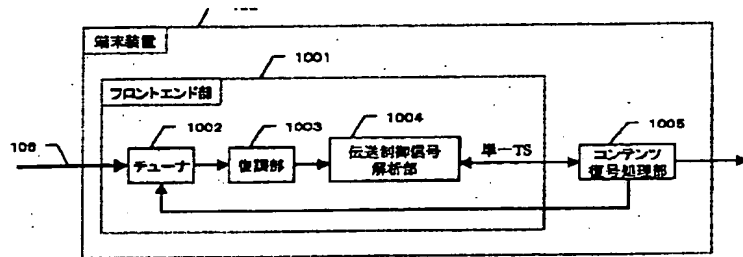 端末装置
1001
フロントエンド部
1002
1003
1004
1005
106
チューナ
復調部
伝送制御信号
解析部
単一TS
コンテンツ
復号処理部